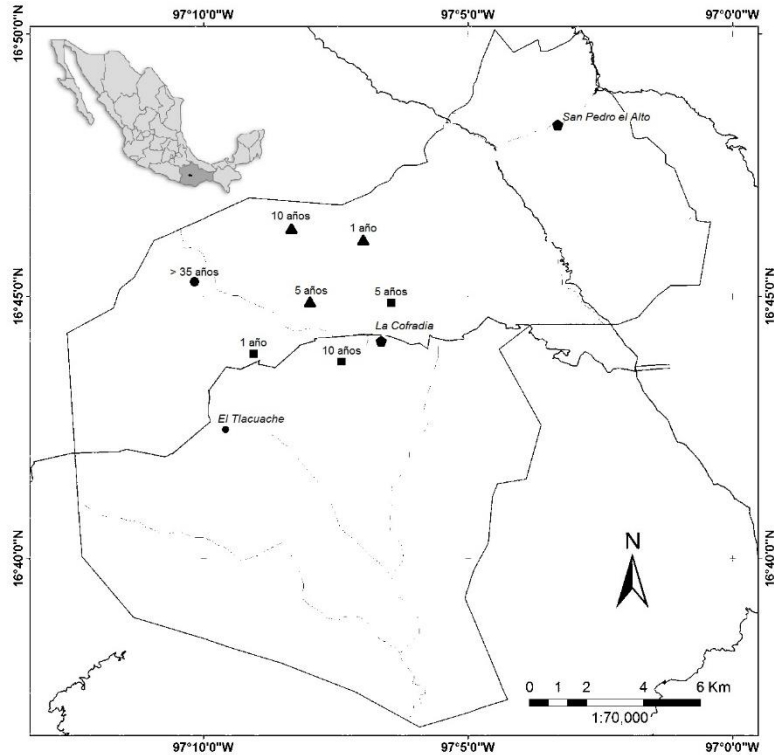 97°10'0"W 97°5'0"W 97°0'0"W
16°50'0"N
16°50'0"N
San Pedro el Alto
10 años
1 año
> 35 años
16°45'0"N
16°45'0"N
5 años
5 años
La Cofradia
1 año
10 años
El Tlacuache
16°40'0"N
16°40'0"N
N
0 1 2 4 6 Km
1:70,000
97°10'0"W 97°5'0"W 97°0'0"W